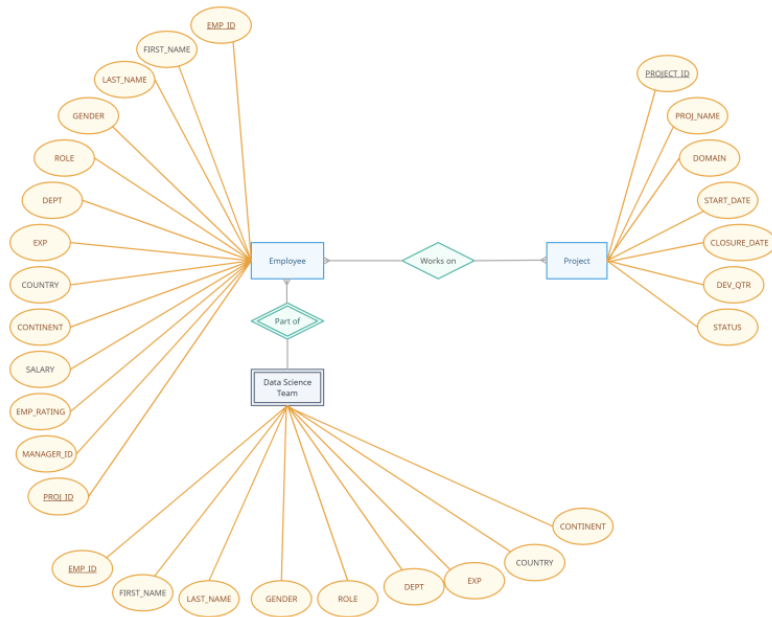 EMP_ID
FIRST_NAME
LAST_NAME
GENDER
ROLE
DEPT
EXP
COUNTRY
CONTINENT
SALARY
EMP_RATING
MANAGER_ID
PROJ_ID
Employee
Works on
Project
PROJECT_ID
PROJ_NAME
DOMAIN
START_DATE
CLOSURE_DATE
DEV_QTR
STATUS
Part of
Data Science
Team
EMP_ID
FIRST_NAME
LAST_NAME
GENDER
ROLE
DEPT
EXP
COUNTRY
CONTINENT